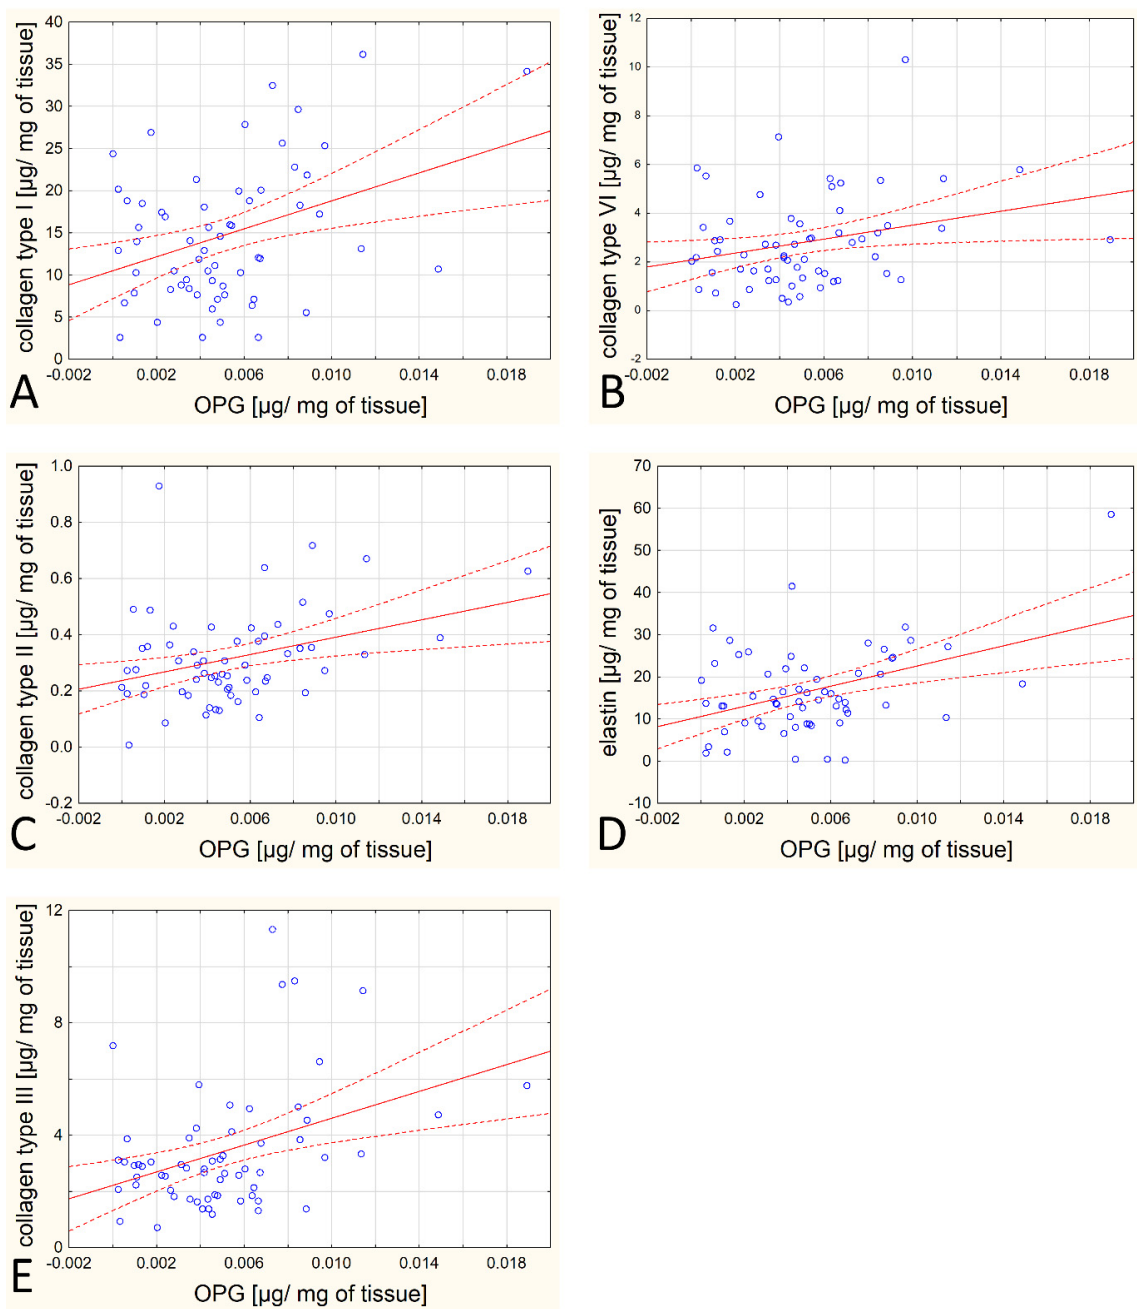 collagen type I [µg/ mg of tissue]
40
35
30
25
20
15
10
5
0
-0.002 0.002 0.006 0.010 0.014 0.018
OPG [µg/ mg of tissue]
A
collagen type VI [µg/ mg of tissue]
12
10
8
6
4
2
0
-2
-0.002 0.002 0.006 0.010 0.014 0.018
OPG [µg/ mg of tissue]
B
collagen type II [µg/ mg of tissue]
1.0
0.8
0.6
0.4
0.2
0.0
-0.2
-0.002 0.002 0.006 0.010 0.014 0.018
OPG [µg/ mg of tissue]
C
elastin [µg/ mg of tissue]
70
60
50
40
30
20
10
0
-10
-0.002 0.002 0.006 0.010 0.014 0.018
OPG [µg/ mg of tissue]
D
collagen type III [µg/ mg of tissue]
12
8
4
0
-0.002 0.002 0.006 0.010 0.014 0.018
OPG [µg/ mg of tissue]
E